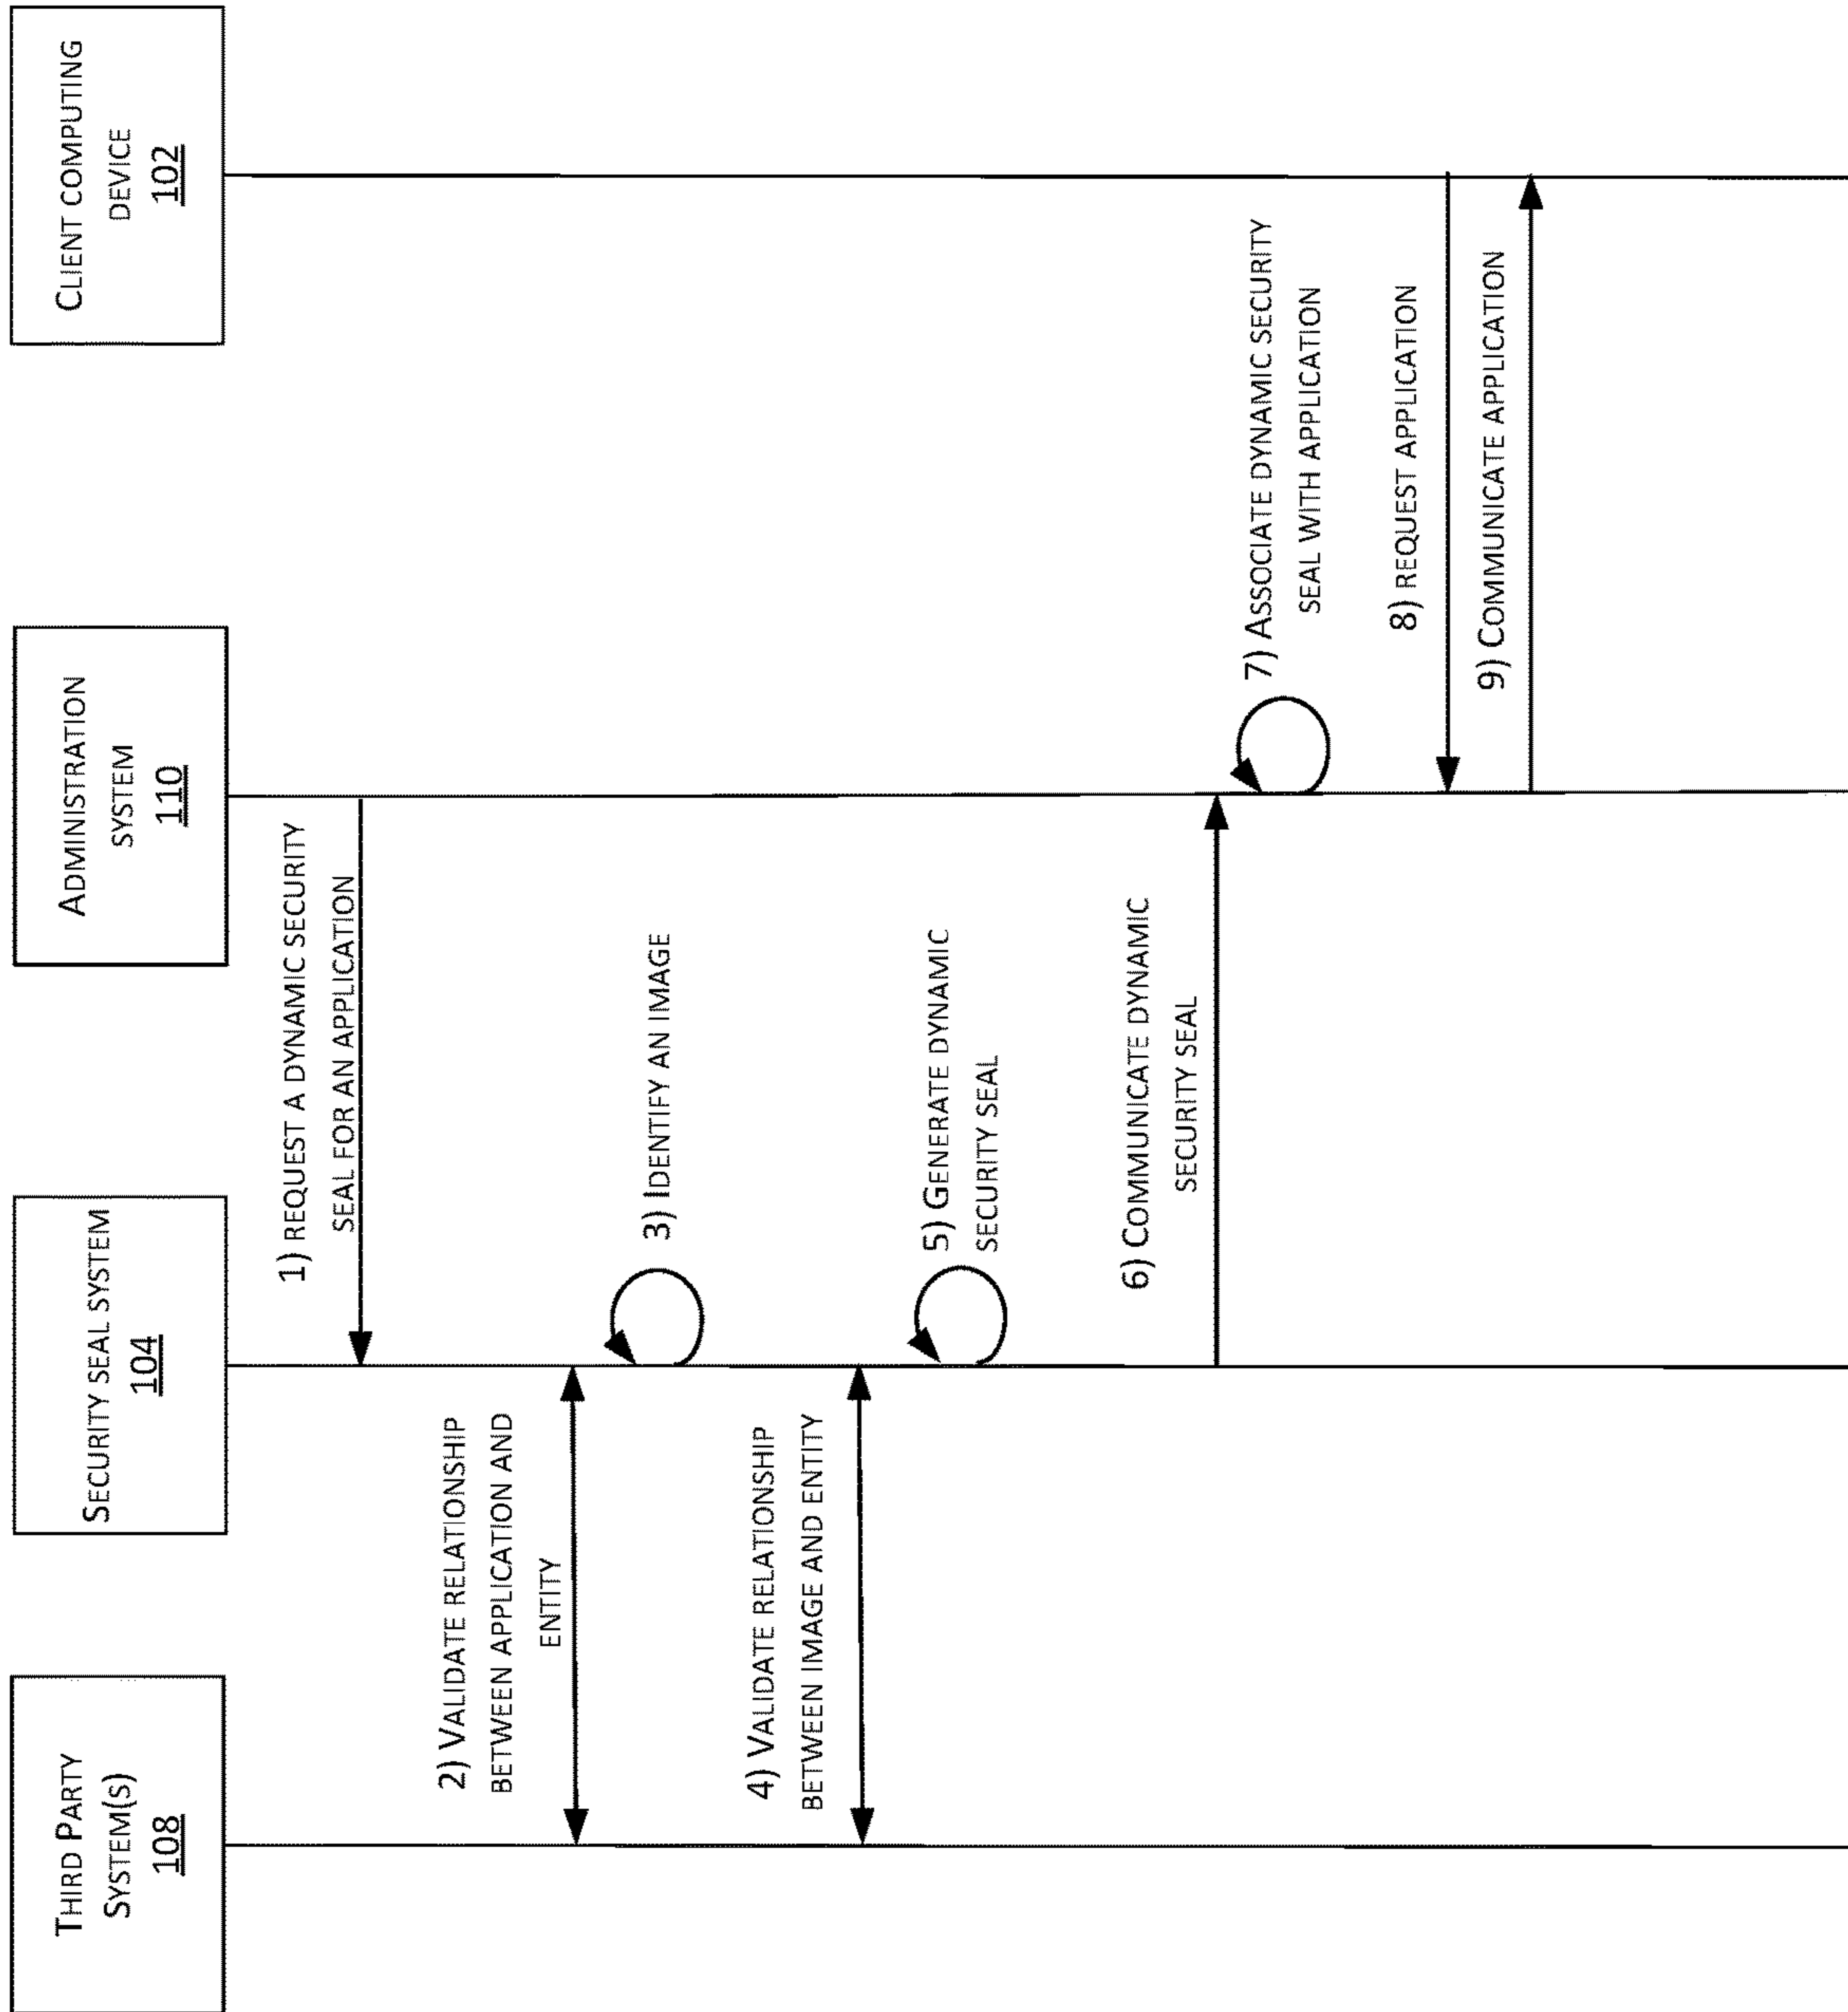 THIRD PARTY
SYSTEM(S)
108
SECURITY SEAL SYSTEM
104
ADMINISTRATION
SYSTEM
110
CLIENT COMPUTING
DEVICE
102
1) REQUEST A DYNAMIC SECURITY
SEAL FOR AN APPLICATION
2) VALIDATE RELATIONSHIP
BETWEEN APPLICATION AND
ENTITY
3) IDENTIFY AN IMAGE
4) VALIDATE RELATIONSHIP
BETWEEN IMAGE AND ENTITY
5) GENERATE DYNAMIC
SECURITY SEAL
6) COMMUNICATE DYNAMIC
SECURITY SEAL
7) ASSOCIATE DYNAMIC SECURITY
SEAL WITH APPLICATION
8) REQUEST APPLICATION
9) COMMUNICATE APPLICATION